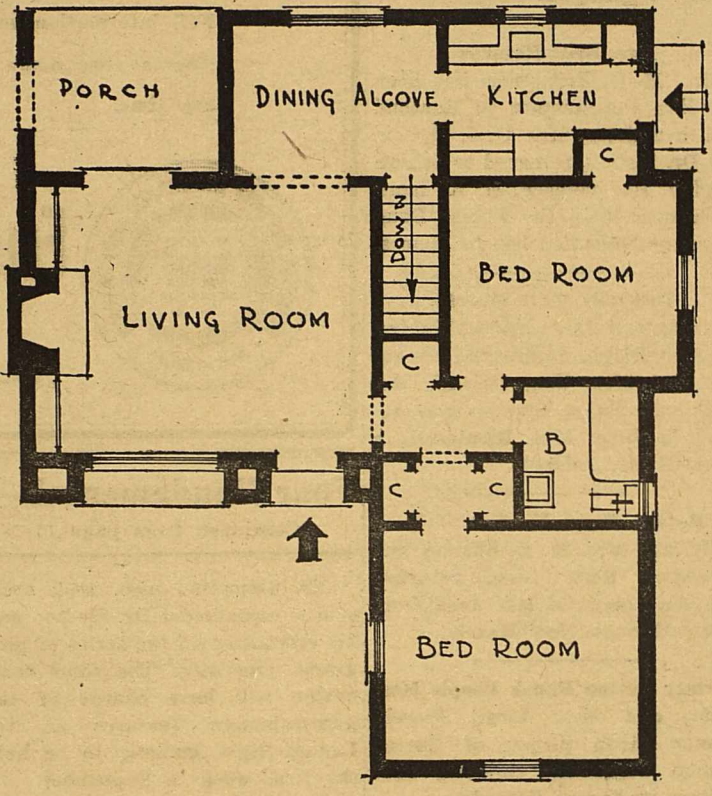 PORCH
DINING ALCOVE
KITCHEN
C
DOWN
BED ROOM
LIVING ROOM
C
B
C
C
BED ROOM